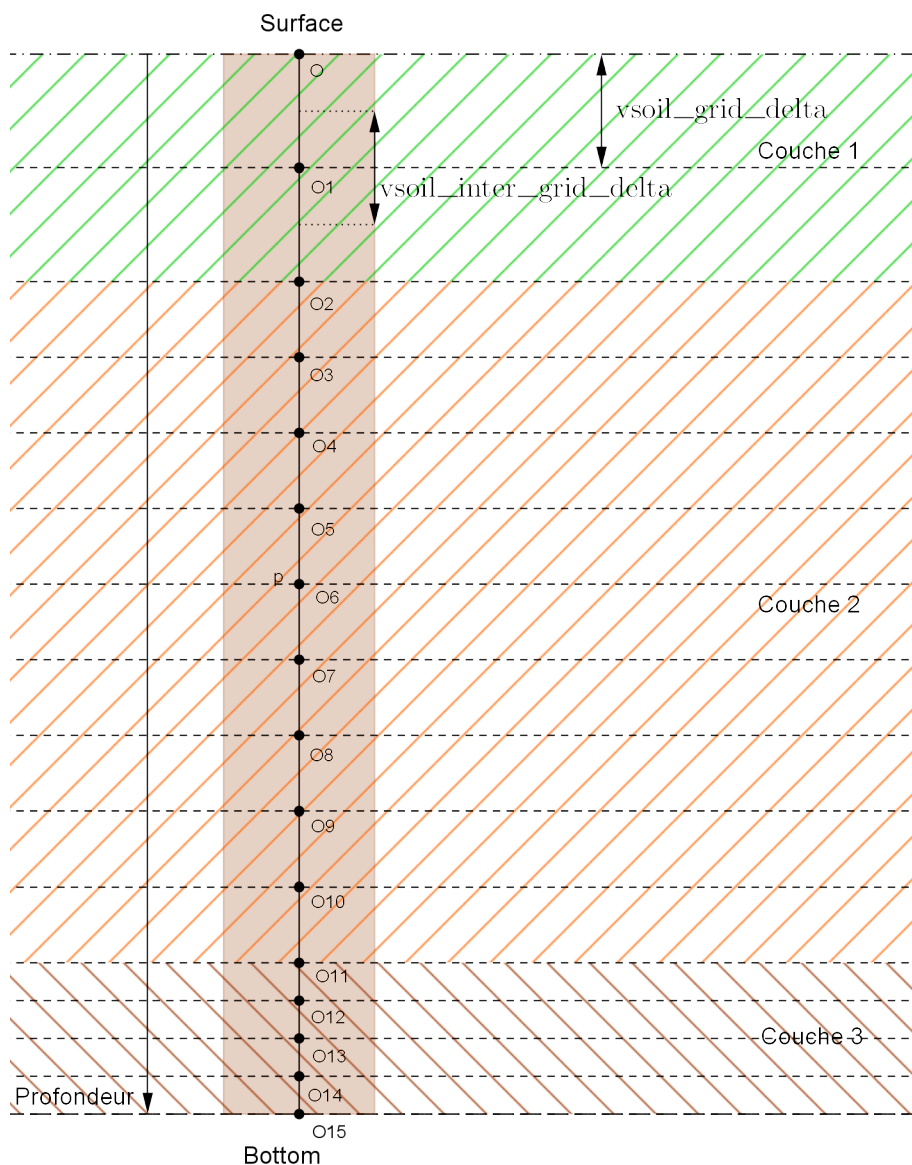 Surface
O
vsoil_grid_delta
Couche 1
O1
vsoil_inter_grid_delta
O2
O3
O4
O5
p
O6
Couche 2
O7
O8
O9
O10
O11
O12
Couche 3
O13
Profondeur
O14
O15
Bottom